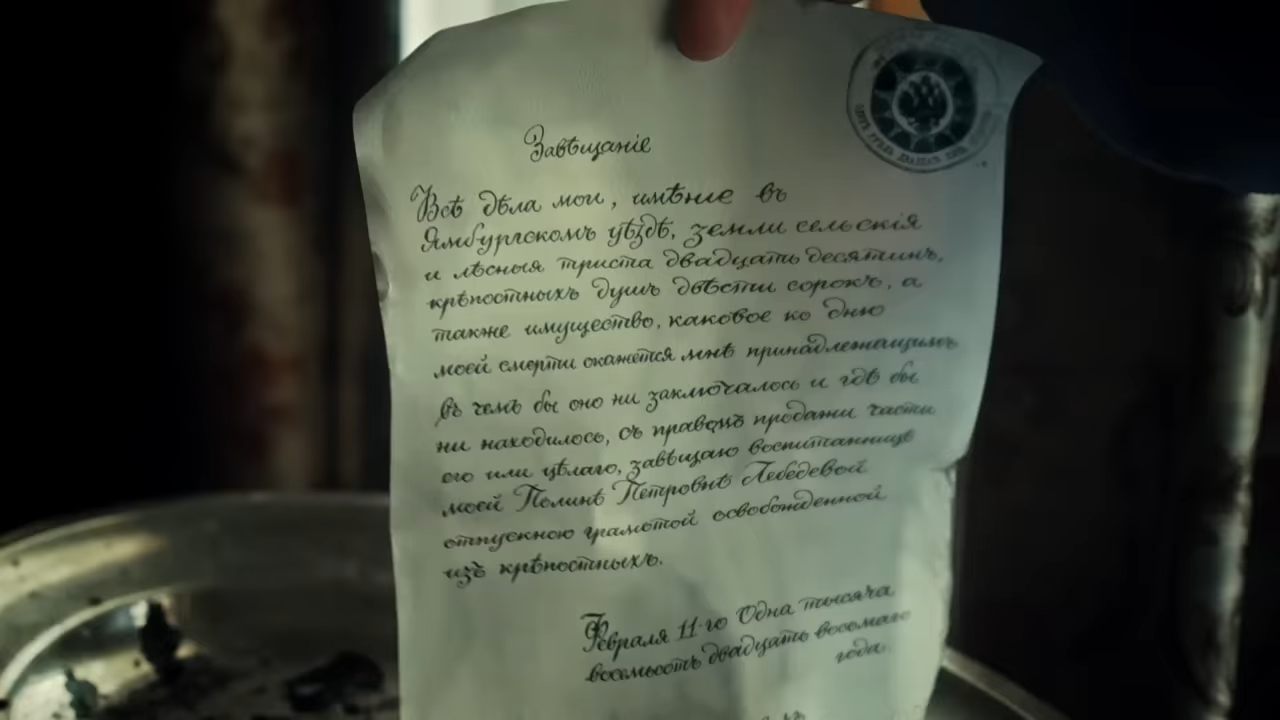 Завѣщаніе
Всѣ дѣла мои, имѣние въ
Ямбургскомъ уѣздѣ, земли сельскія
и лѣсныя триста двадцать десятинъ,
крѣпостныхъ душъ двѣсти сорокъ, а
также имущество, каковое ко дню
моей смерти окажется мнѣ принадлежащимъ
въ чемъ бы оно ни заключалось и гдѣ бы
ни находилось, съ правомъ продажи части
его или цѣлаго, завѣщаю воспитанницѣ
моей Полинѣ Петровнѣ Лебедевой
отпускною грамотой освобожденной
изъ крѣпостныхъ.
Февраля 11-го Одна тысяча
восемьсотъ двадцать восемаго
года.